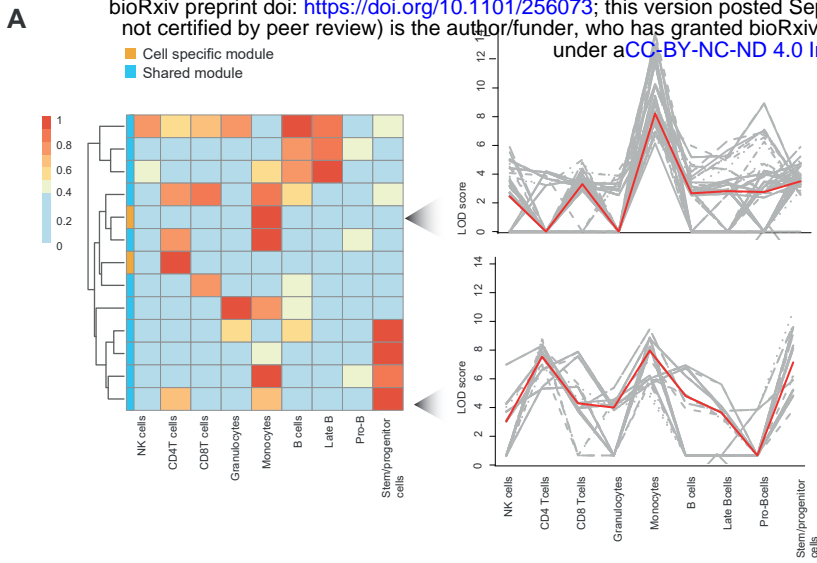 bioRxiv preprint doi: https://doi.org/10.1101/256073; this version posted Sep
not certified by peer review) is the author/funder, who has granted bioRxiv
under aCC-BY-NC-ND 4.0 In
A
Cell specific module
Shared module
1
0.8
0.6
0.4
0.2
0
NK cells
CD4T cells
CD8T cells
Granulocytes
Monocytes
B cells
Late B
Pro-B
Stem/progenitor
cells
LOD score
0
2
4
6
8
10
12
14
LOD score
0
2
4
6
8
10
12
14
NK cells
CD4 Tcells
CD8 Tcells
Granulocytes
Monocytes
B cells
Late Bcells
Pro-Bcells
Stem/progenitor
cells